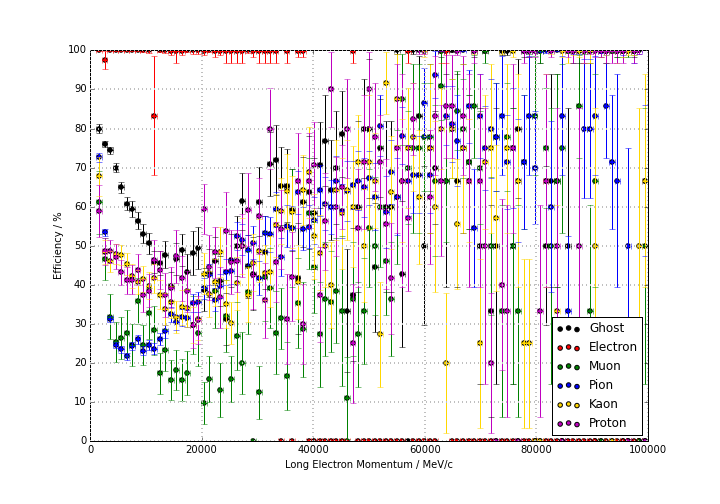 100
90
80
70
60
50
40
30
20
10
0
Efficiency / %
Ghost
Electron
Muon
Pion
Kaon
Proton
0 20000 40000 60000 80000 100000
Long Electron Momentum / MeV/c